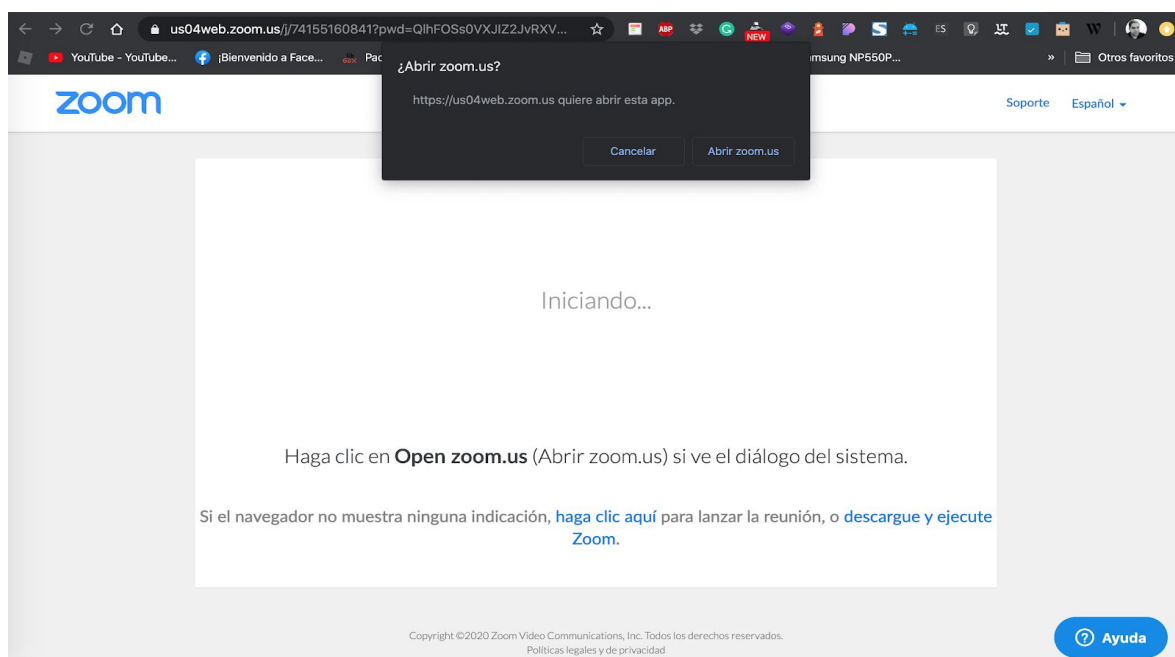 us04web.zoom.us/j/74155160841?pwd=QlhFOSs0VXJIZ2JvRXV...
ABP
NEW
ES
YouTube - YouTube...
¡Bienvenido a Face...
Pac
msung NP550P...
»
Otros favoritos
¿Abrir zoom.us?
https://us04web.zoom.us quiere abrir esta app.
Cancelar
Abrir zoom.us
zoom
Soporte
Español
Iniciando...
Haga clic en Open zoom.us (Abrir zoom.us) si ve el diálogo del sistema.
Si el navegador no muestra ninguna indicación, haga clic aquí para lanzar la reunión, o descargue y ejecute
Zoom.
Copyright ©2020 Zoom Video Communications, Inc. Todos los derechos reservados.
Políticas legales y de privacidad
Ayuda